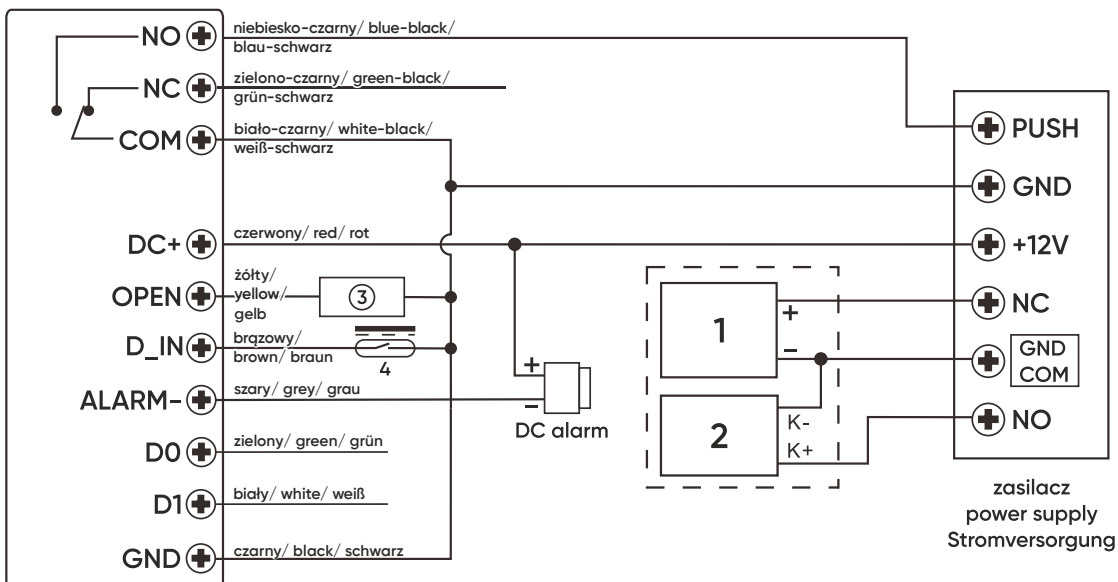 NO niebiesko-czarny/ blue-black/
blau-schwarz
NC zielono-czarny/ green-black/
grün-schwarz
COM biało-czarny/ white-black/
weiß-schwarz
DC+ czerwony/ red/ rot
OPEN żółty/
yellow/
gelb
3
D_IN brązowy/
brown/ braun
4
ALARM- szary/ grey/ grau
+
-
DC alarm
D0 zielony/ green/ grün
D1 biały/ white/ weiß
GND czarny/ black/ schwarz
1
+
-
2
K-
K+
PUSH
GND
+12V
NC
GND
COM
NO
zasilacz
power supply
Stromversorgung